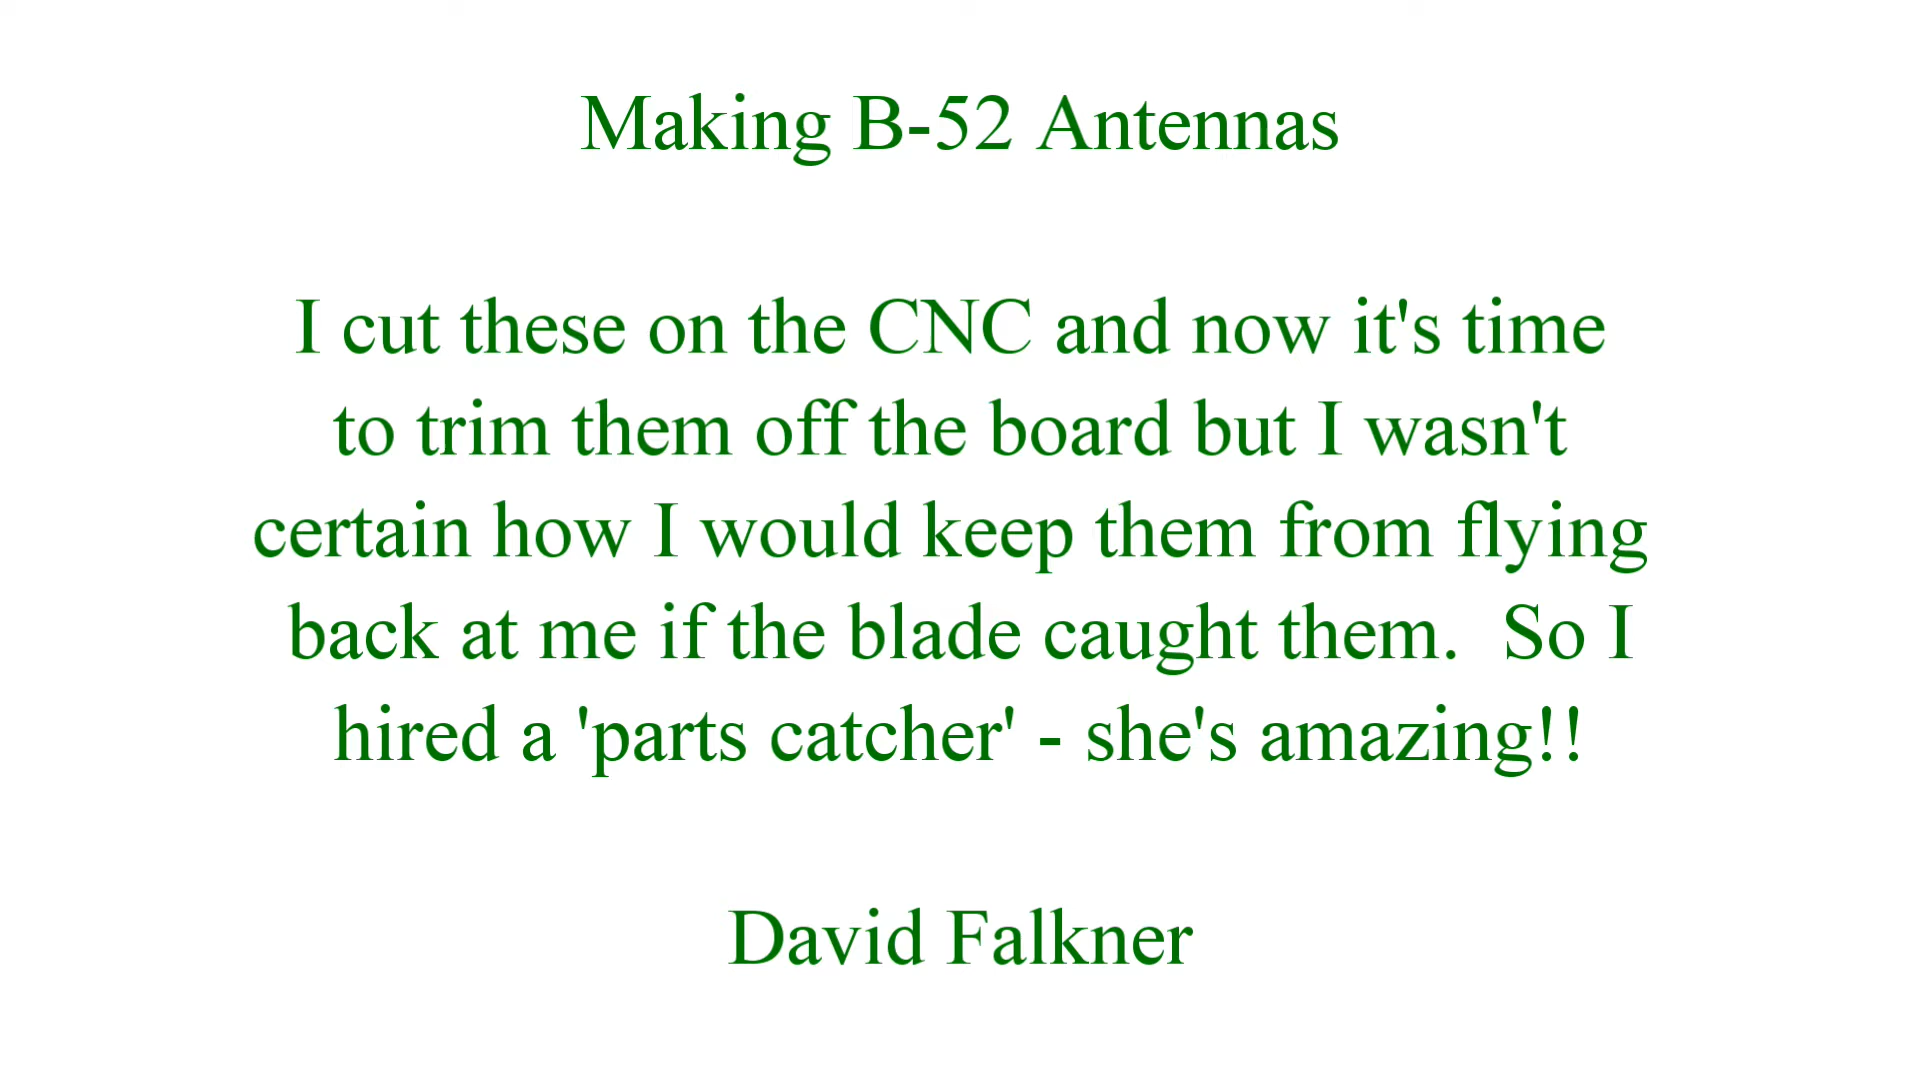 Making B-52 Antennas
I cut these on the CNC and now it's time
to trim them off the board but I wasn't
certain how I would keep them from flying
back at me if the blade caught them.  So I
hired a 'parts catcher' - she's amazing!!
David Falkner